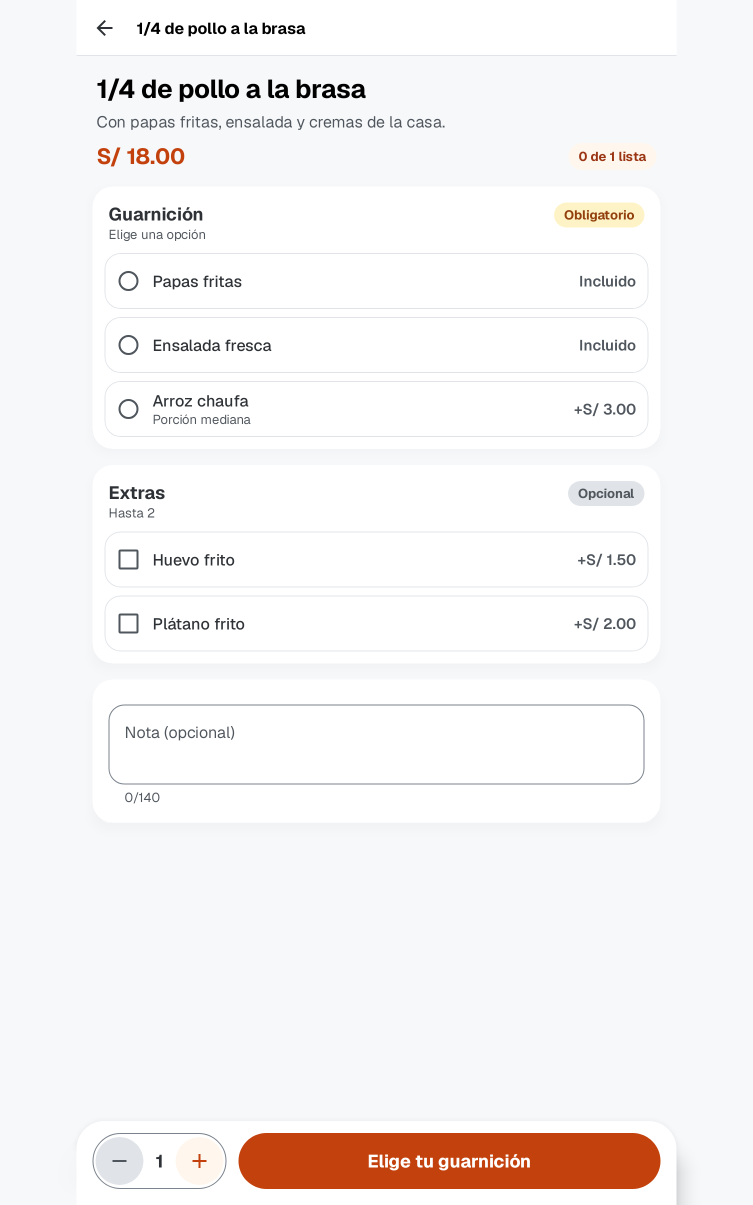 1/4 de pollo a la brasa
1/4 de pollo a la brasa
Con papas fritas, ensalada y cremas de la casa.
S/ 18.00
0 de 1 lista
Guarnición
Obligatorio
Elige una opción
Papas fritas
Incluido
Ensalada fresca
Incluido
Arroz chaufa
Porción mediana
+S/ 3.00
Extras
Opcional
Hasta 2
Huevo frito
+S/ 1.50
Plátano frito
+S/ 2.00
Nota (opcional)
0/140
1
Elige tu guarnición